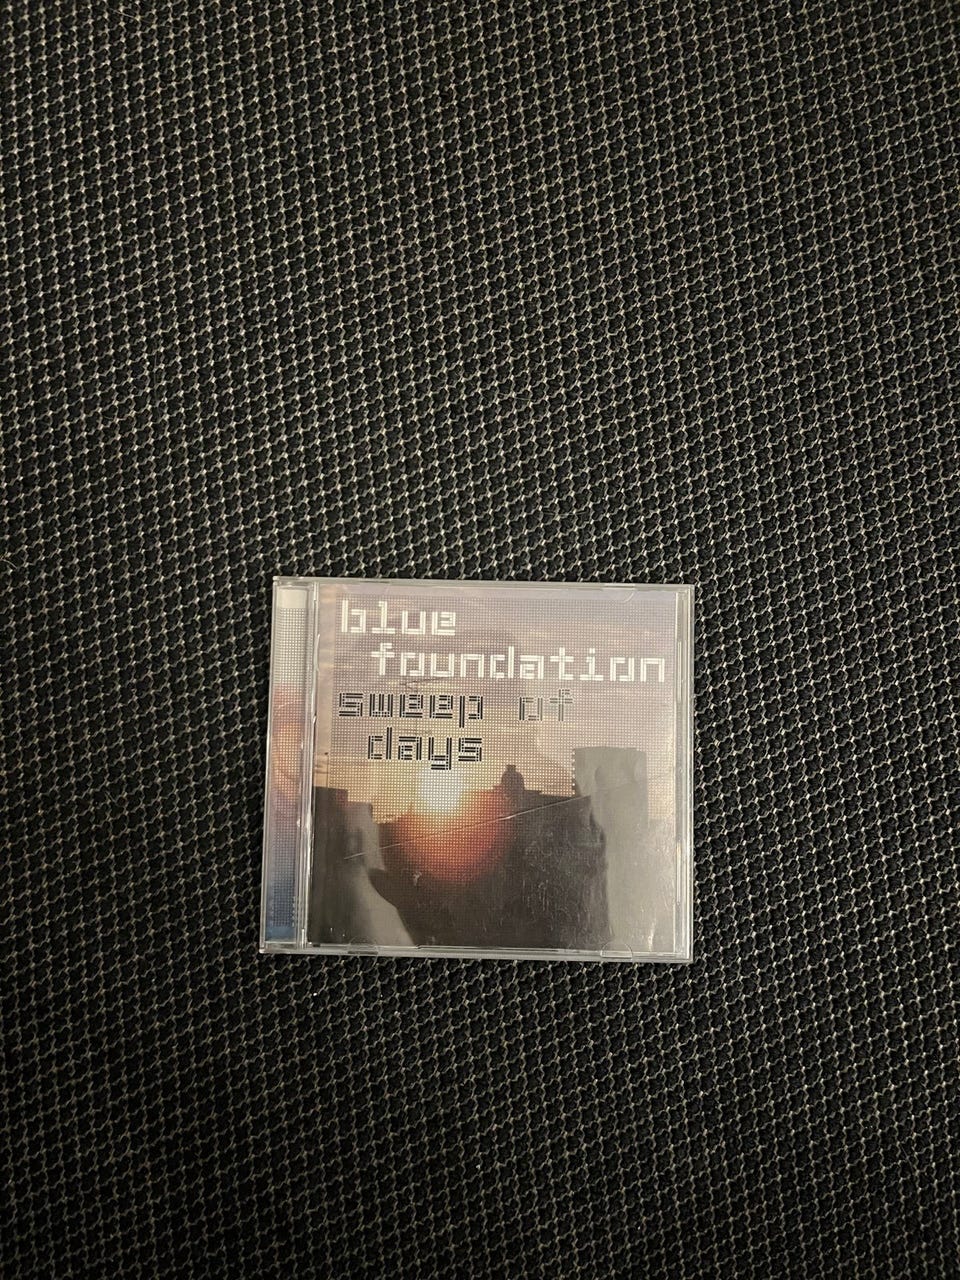 blue
foundation
sweep of
days